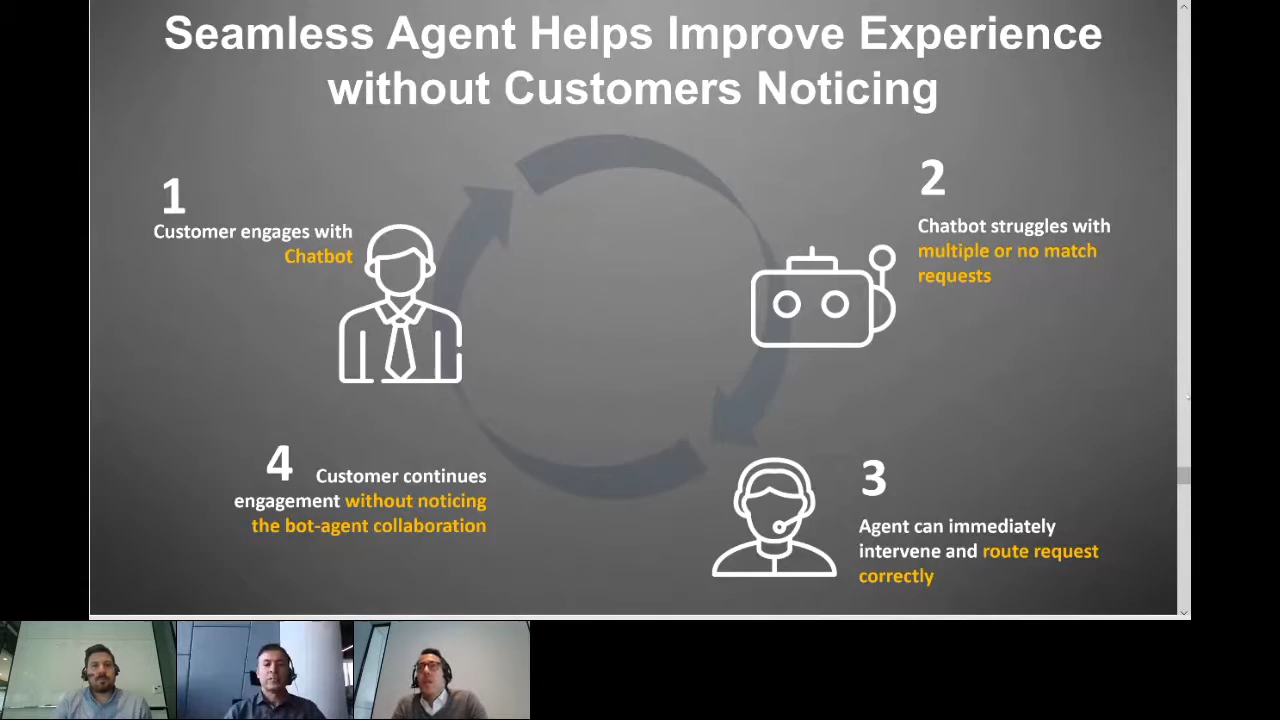 Seamless Agent Helps Improve Experience
without Customers Noticing
1
Customer engages with
Chatbot
2
Chatbot struggles with
multiple or no match
requests
3
Agent can immediately
intervene and route request
correctly
4
Customer continues
engagement without noticing
the bot-agent collaboration